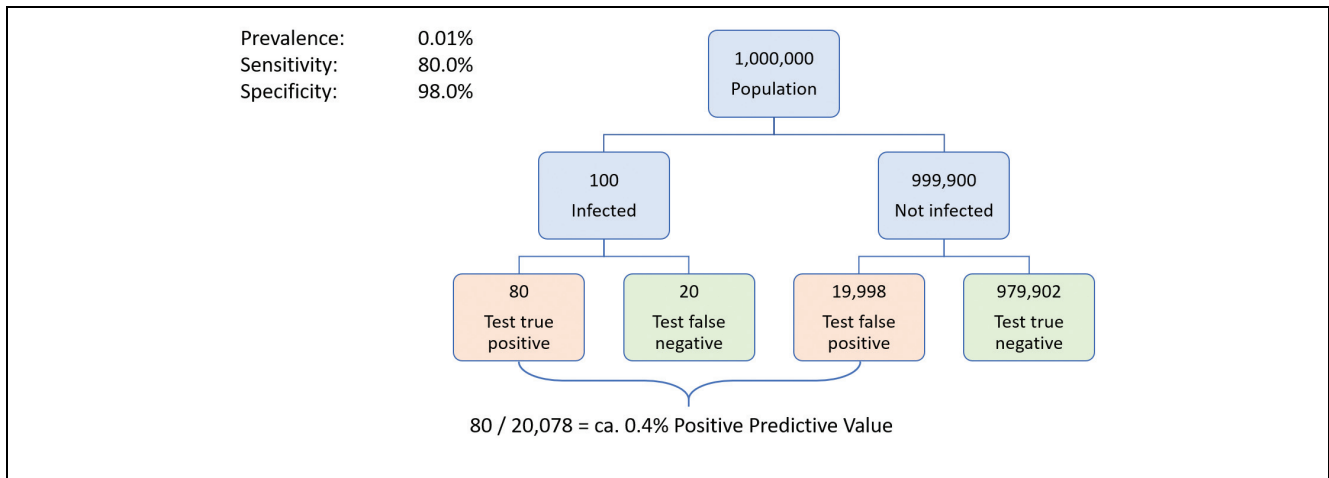 Prevalence: 0.01%
Sensitivity: 80.0%
Specificity: 98.0%
1,000,000
Population
100
Infected
999,900
Not infected
80
Test true
positive
20
Test false
negative
19,998
Test false
positive
979,902
Test true
negative
80 / 20,078 = ca. 0.4% Positive Predictive Value